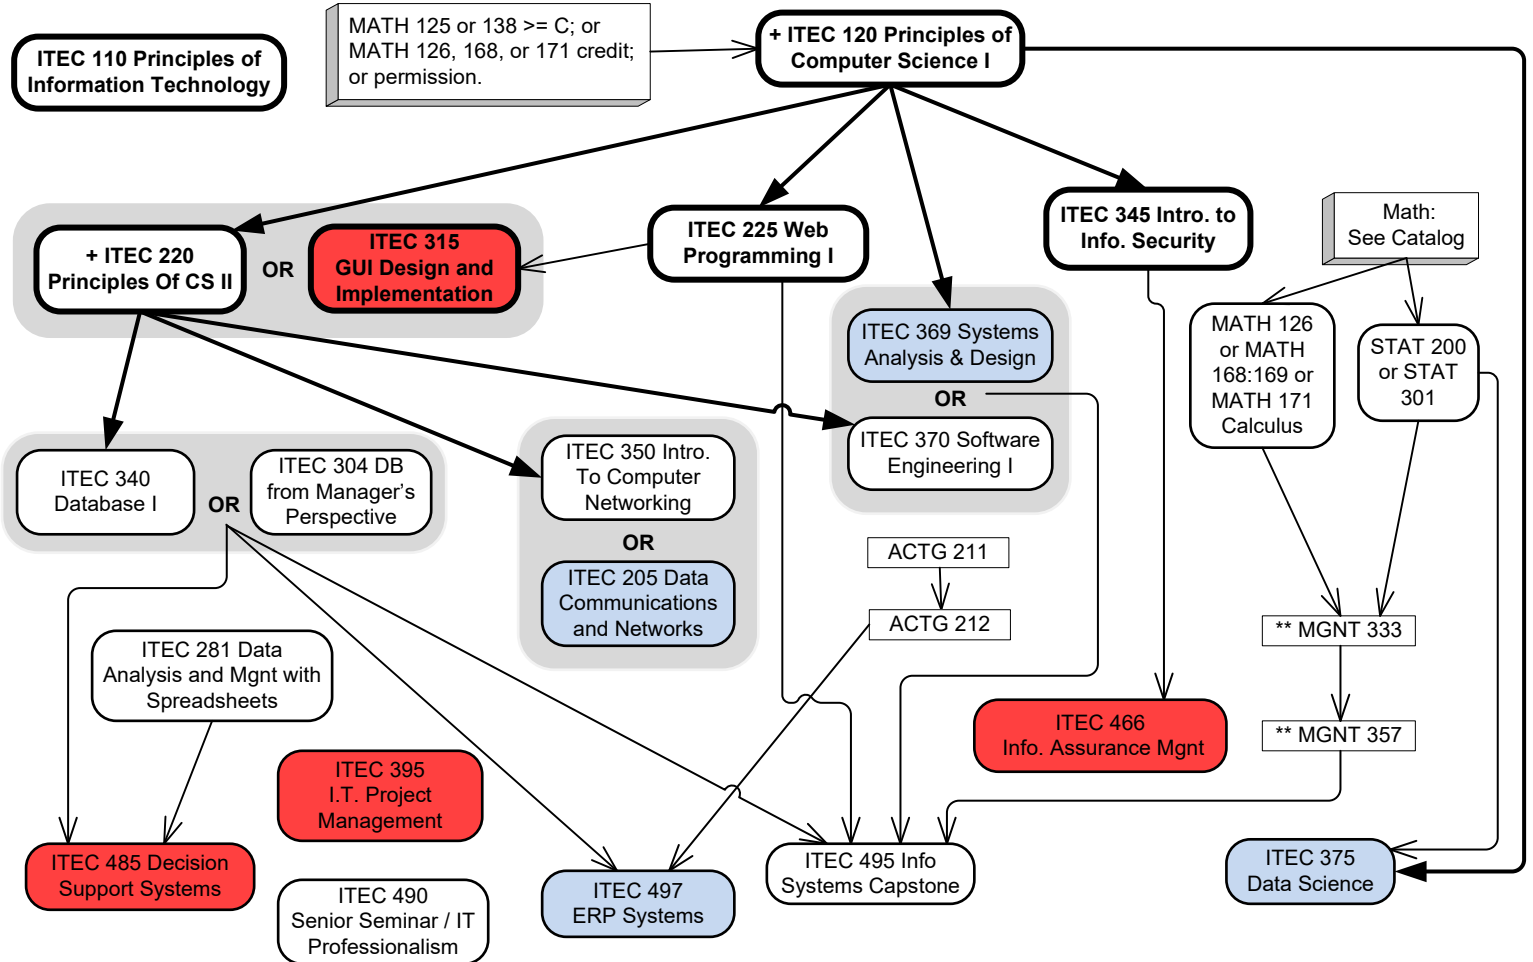 ITEC 110 Principles of
Information Technology
MATH 125 or 138 >= C; or
MATH 126, 168, or 171 credit;
or permission.
+ ITEC 120 Principles of
Computer Science I
+ ITEC 220
Principles Of CS II
OR
ITEC 315
GUI Design and
Implementation
ITEC 225 Web
Programming I
ITEC 345 Intro. to
Info. Security
Math:
See Catalog
ITEC 369 Systems
Analysis & Design
OR
ITEC 370 Software
Engineering I
MATH 126
or MATH
168:169 or
MATH 171
Calculus
STAT 200
or STAT
301
ITEC 340
Database I
OR
ITEC 304 DB
from Manager's
Perspective
ITEC 350 Intro.
To Computer
Networking
OR
ITEC 205 Data
Communications
and Networks
ACTG 211
ACTG 212
** MGNT 333
** MGNT 357
ITEC 281 Data
Analysis and Mgnt with
Spreadsheets
ITEC 466
Info. Assurance Mgnt
ITEC 395
I.T. Project
Management
ITEC 485 Decision
Support Systems
ITEC 490
Senior Seminar / IT
Professionalism
ITEC 497
ERP Systems
ITEC 495 Info
Systems Capstone
ITEC 375
Data Science